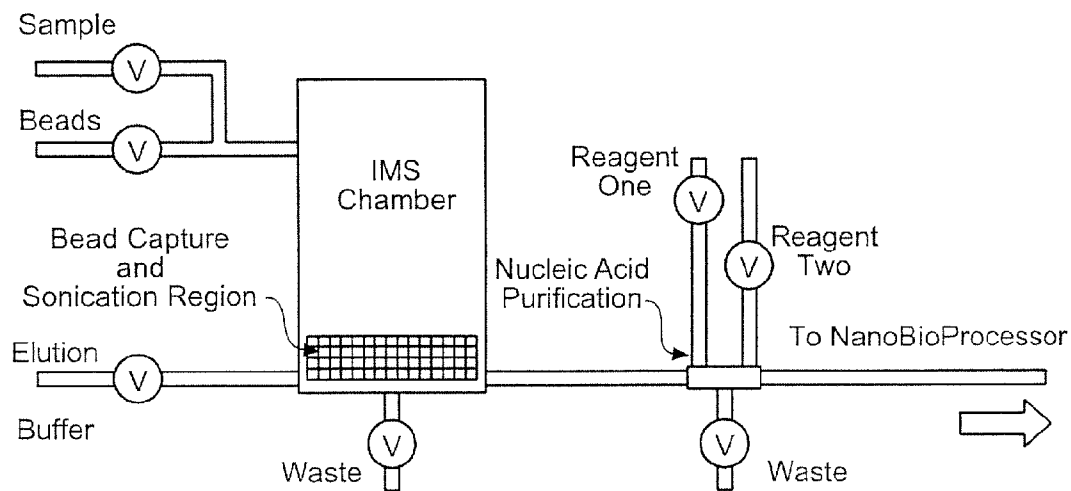 Sample
V
Beads
V
IMS
Chamber
Reagent
One
V
Reagent
Two
V
Bead Capture
and
Sonication Region
Nucleic Acid
Purification
To NanoBioProcessor
Elution
V
Buffer
Waste
V
V
Waste